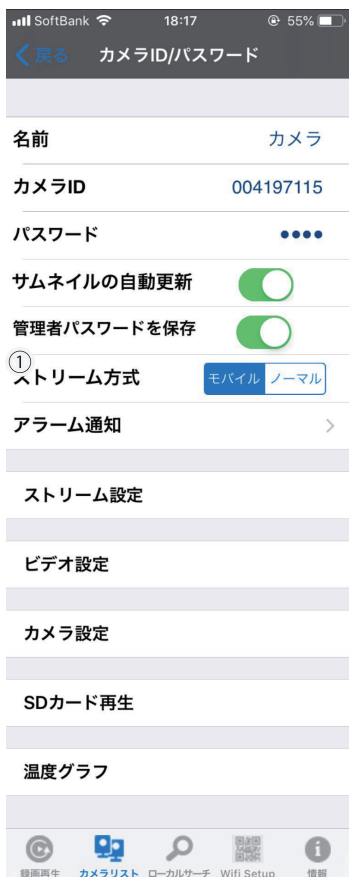 SoftBank 18:17 55%
戻る カメラID/パスワード
名前 カメラ
カメラID 004197115
パスワード ••••
サムネイルの自動更新
管理者パスワードを保存
①
ストリーム方式 モバイル ノーマル
アラーム通知
ストリーム設定
ビデオ設定
カメラ設定
SDカード再生
温度グラフ
録画再生 カメラリスト ローカルサーチ Wifi Setup 情報